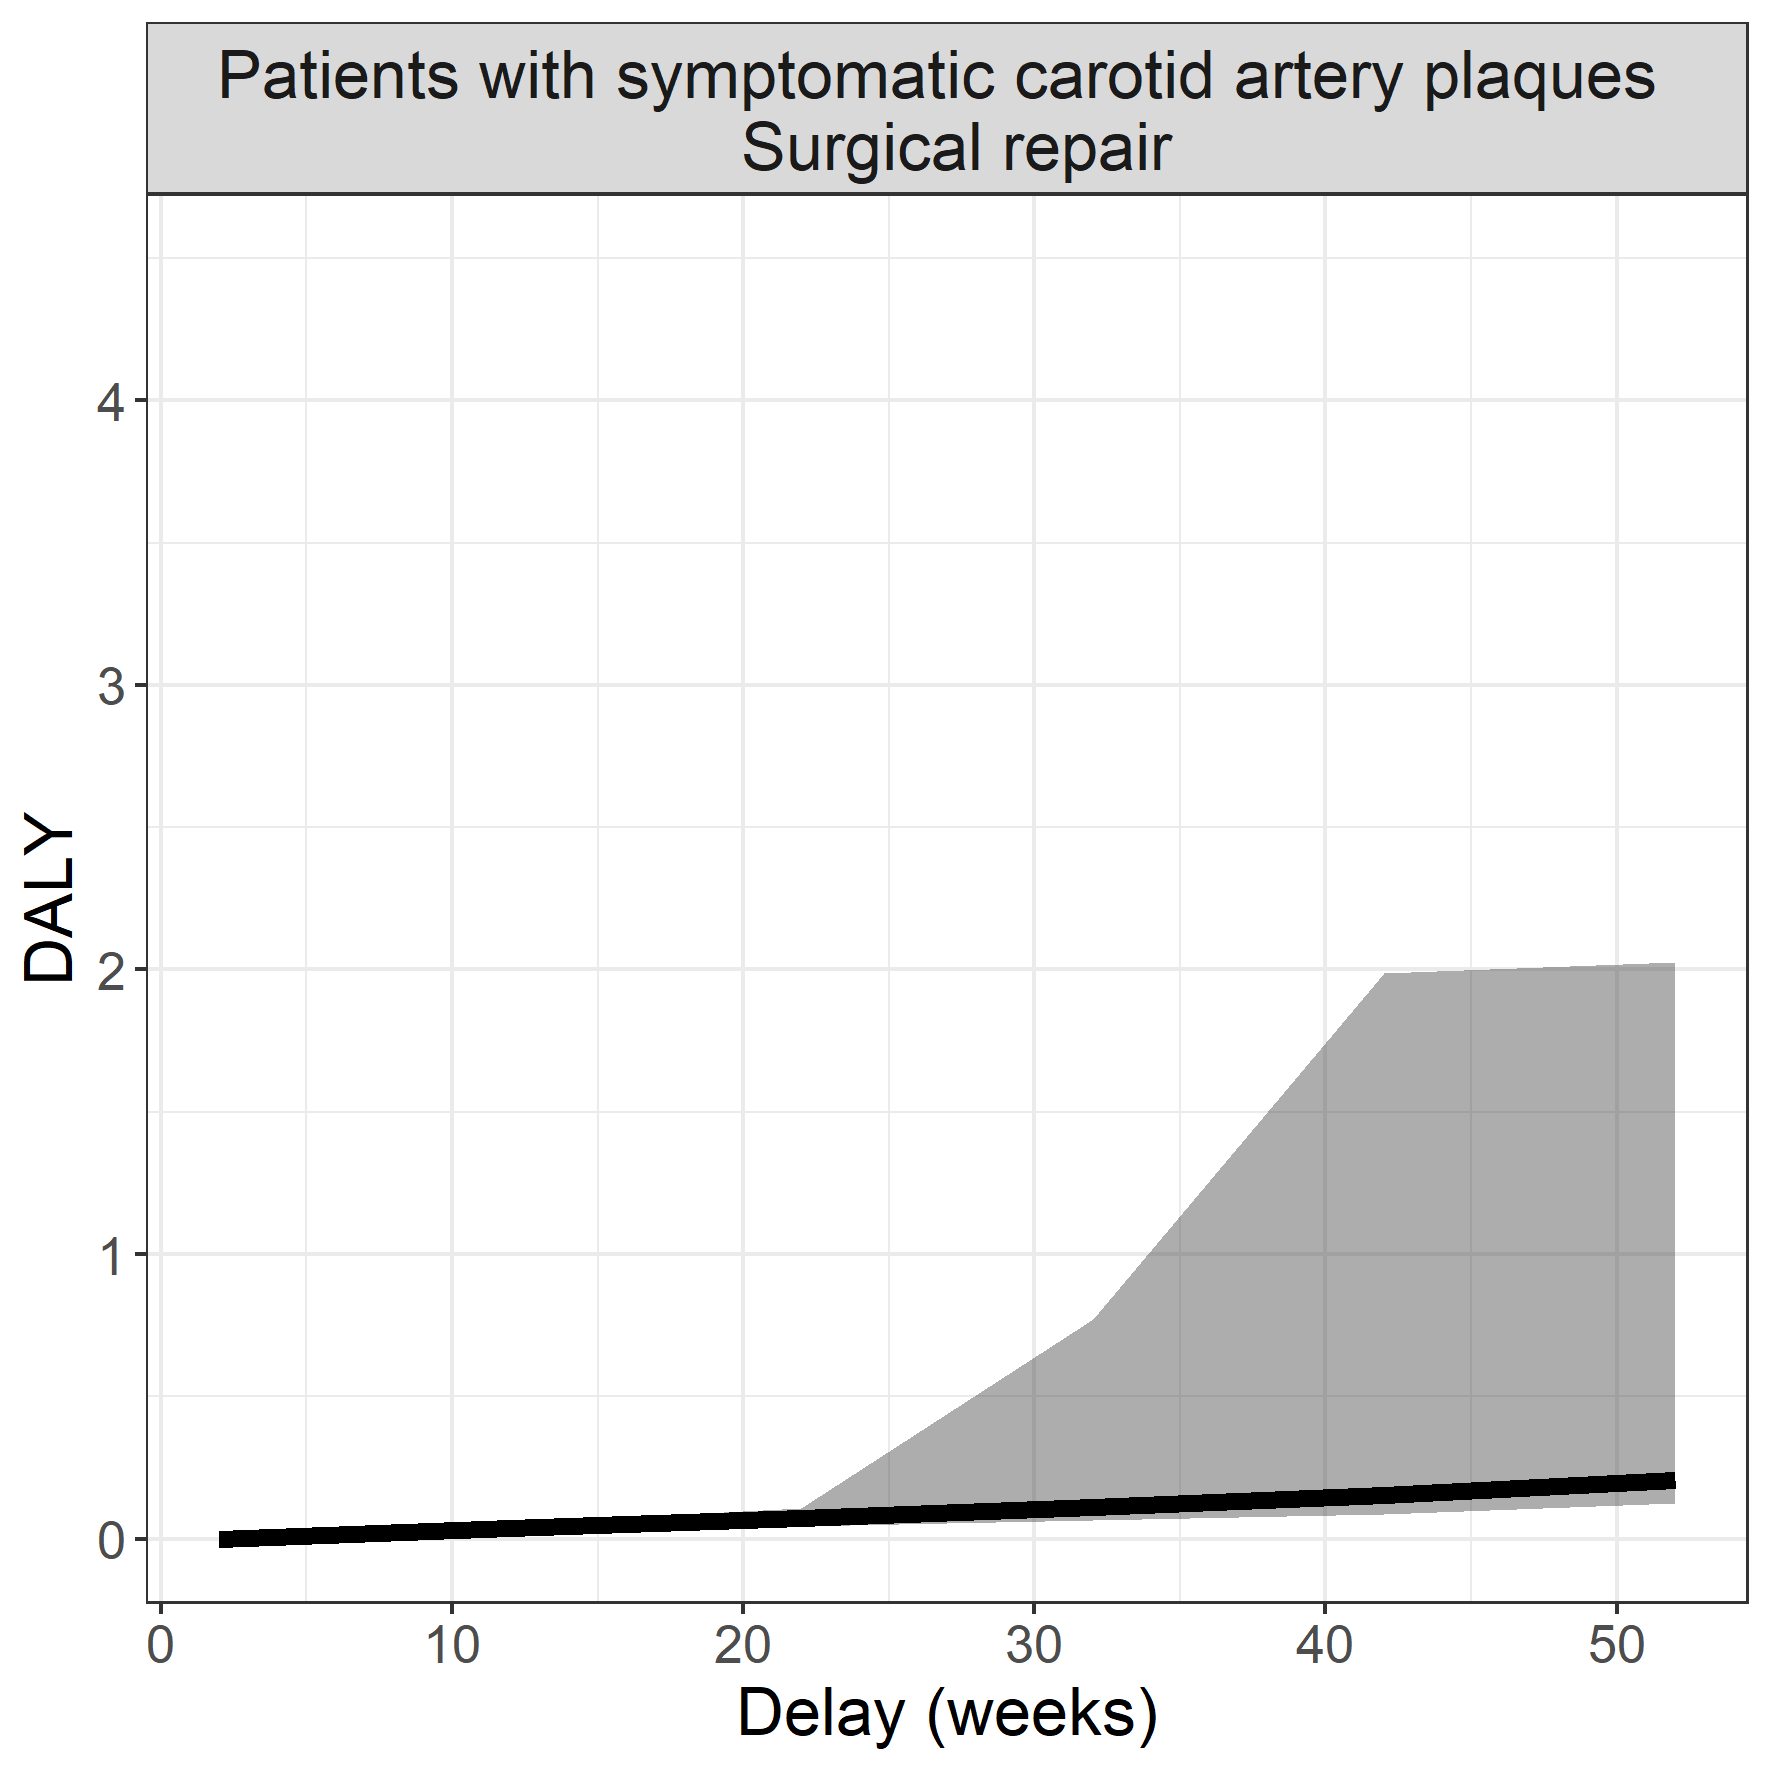 Patients with symptomatic carotid artery plaques
Surgical repair
DALY
4
3
2
1
0
0 10 20 30 40 50
Delay (weeks)